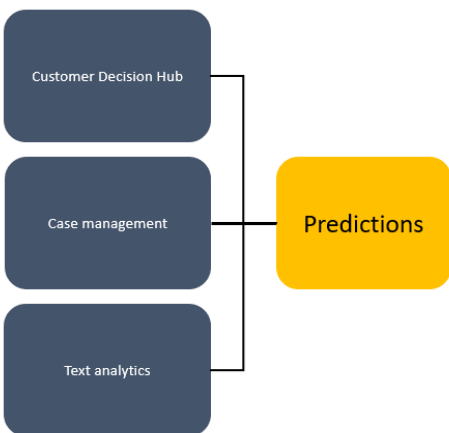 Customer Decision Hub
Case management
Predictions
Text analytics